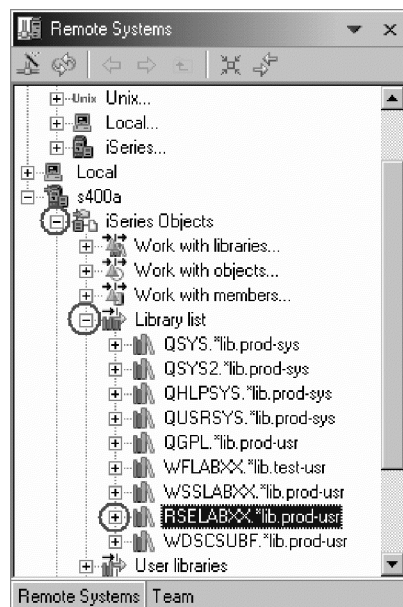 Remote Systems
Unix Unix...
Local...
iSeries...
Local
s400a
iSeries Objects
Work with libraries...
Work with objects...
Work with members...
Library list
QSYS.*lib.prod-sys
QSYS2.*lib.prod-sys
QHLPSYS.*lib.prod-sys
QUSRSYS.*lib.prod-sys
QGPL.*lib.prod-usr
WFLABXX.*lib.test-usr
WSSLABXX.*lib.prod-usr
RSELABXX.*lib.prod-usr
WDSCSUBF.*lib.prod-usr
User libraries
Remote Systems Team